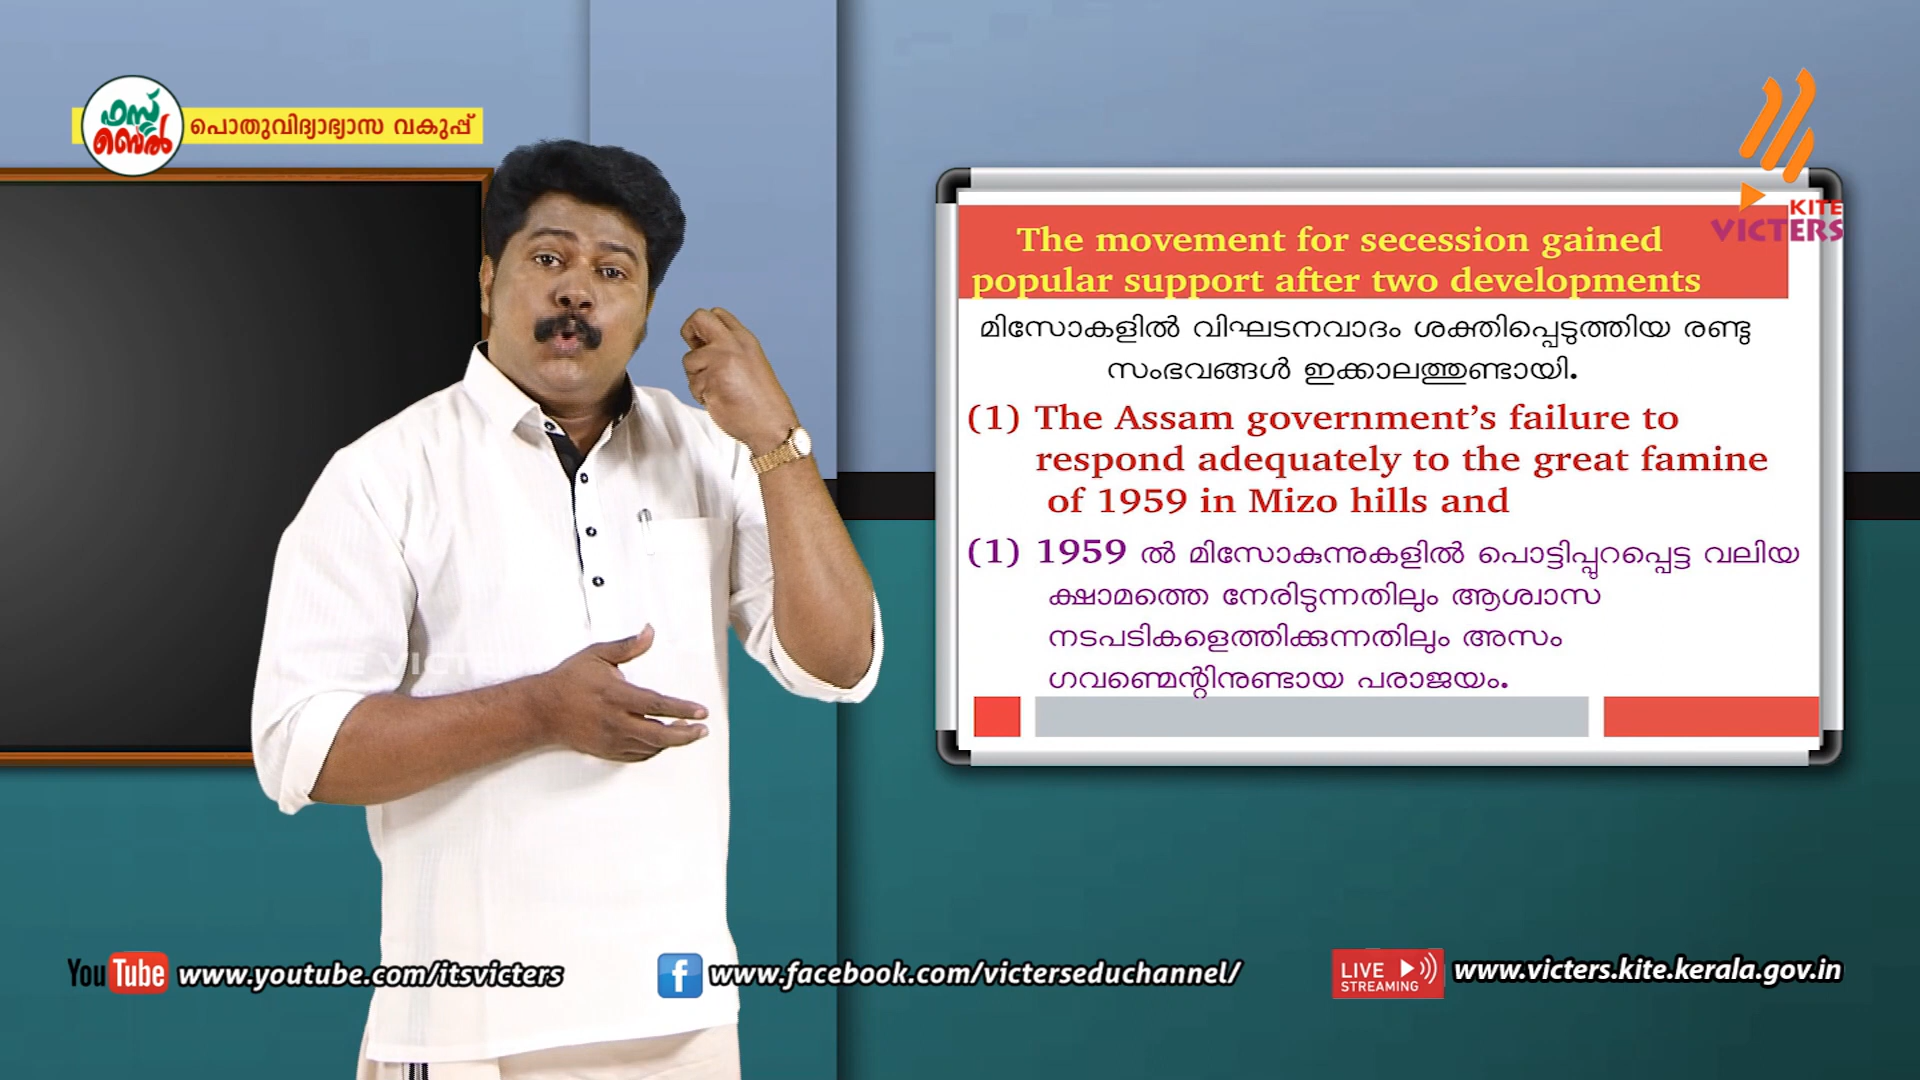 ഫസ്റ്റ്
ബെൽ
പൊതുവിദ്യാഭ്യാസ വകുപ്പ്
KITE
VICTERS
The movement for secession gained
popular support after two developments
മിസോകളിൽ വിഘടനവാദം ശക്തിപ്പെടുത്തിയ രണ്ടു
സംഭവങ്ങൾ ഇക്കാലത്തുണ്ടായി.
(1) The Assam government’s failure to
respond adequately to the great famine
of 1959 in Mizo hills and
(1) 1959 ൽ മിസോകുന്നുകളിൽ പൊട്ടിപ്പുറപ്പെട്ട വലിയ
ക്ഷാമത്തെ നേരിടുന്നതിലും ആശ്വാസ
നടപടികളെത്തിക്കുന്നതിലും അസം
ഗവണ്മെന്റിനുണ്ടായ പരാജയം.
YouTube www.youtube.com/itsvicters
f www.facebook.com/victerseduchannel/
LIVE
STREAMING
www.victers.kite.kerala.gov.in